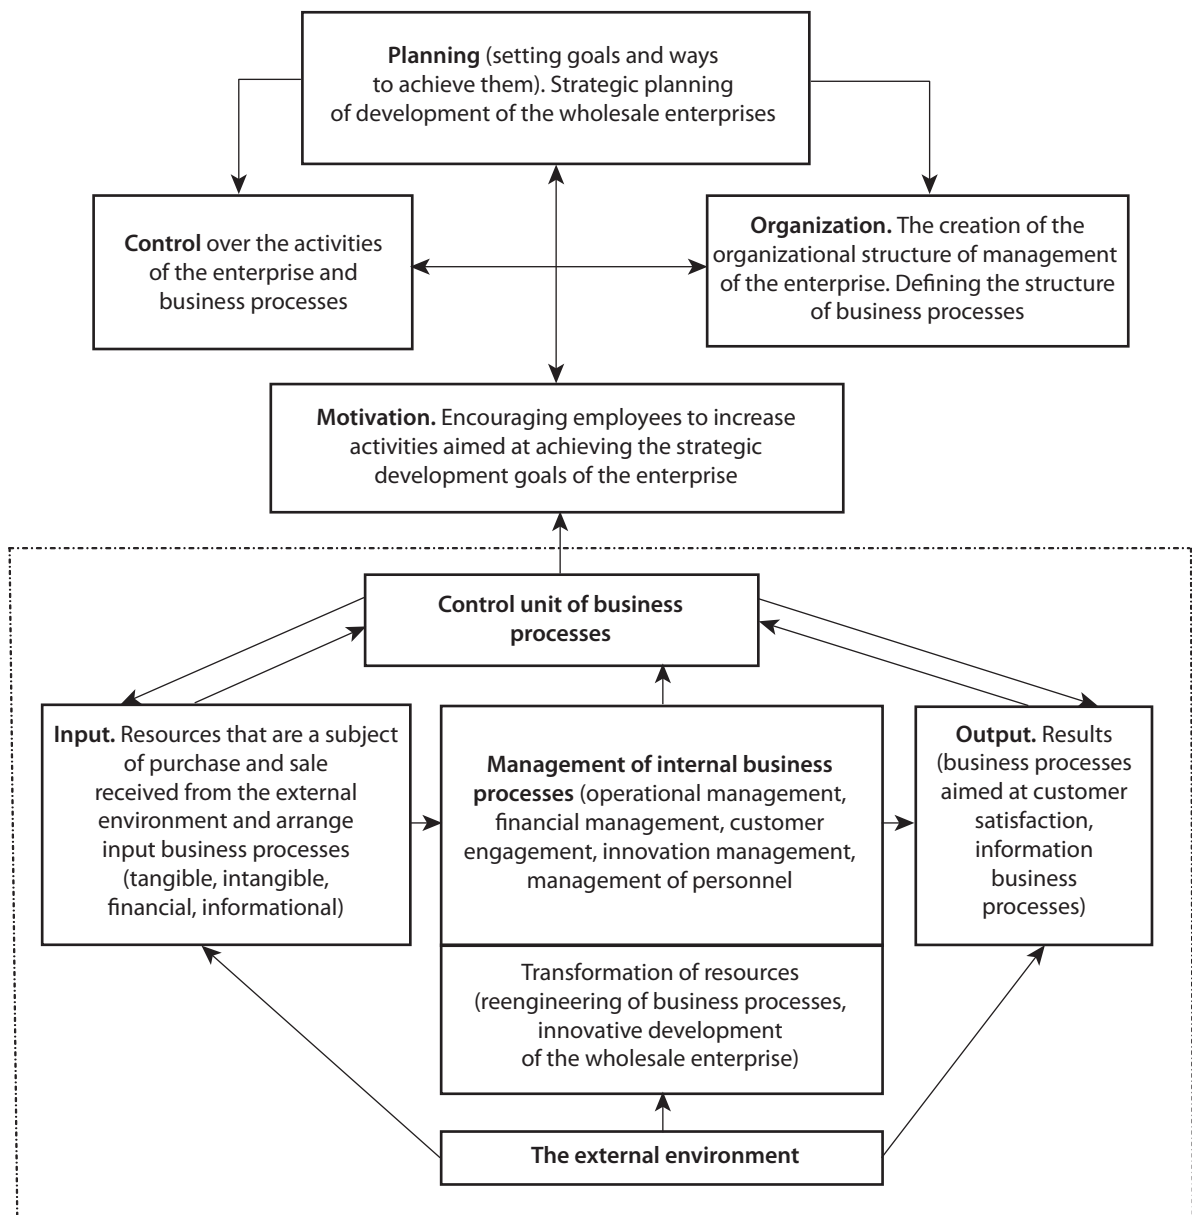 Planning (setting goals and ways
to achieve them). Strategic planning
of development of the wholesale enterprises
Control over the activities
of the enterprise and
business processes
Organization. The creation of the
organizational structure of management
of the enterprise. Defining the structure
of business processes
Motivation. Encouraging employees to increase
activities aimed at achieving the strategic
development goals of the enterprise
Control unit of business
processes
Input. Resources that are a subject
of purchase and sale
received from the external
environment and arrange
input business processes
(tangible, intangible,
financial, informational)
Management of internal business
processes (operational management,
financial management, customer
engagement, innovation management,
management of personnel
Output. Results
(business processes
aimed at customer
satisfaction,
information
business
processes)
Transformation of resources
(reengineering of business processes,
innovative development
of the wholesale enterprise)
The external environment